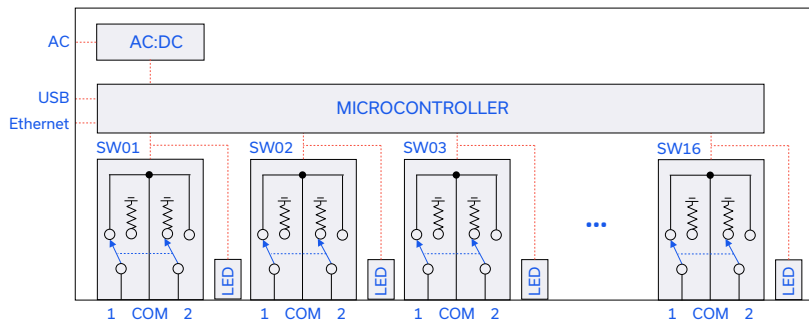 AC
AC:DC
USB
MICROCONTROLLER
Ethernet
SW01
SW02
SW03
SW16
...
LED
LED
LED
LED
1 COM 2
1 COM 2
1 COM 2
1 COM 2